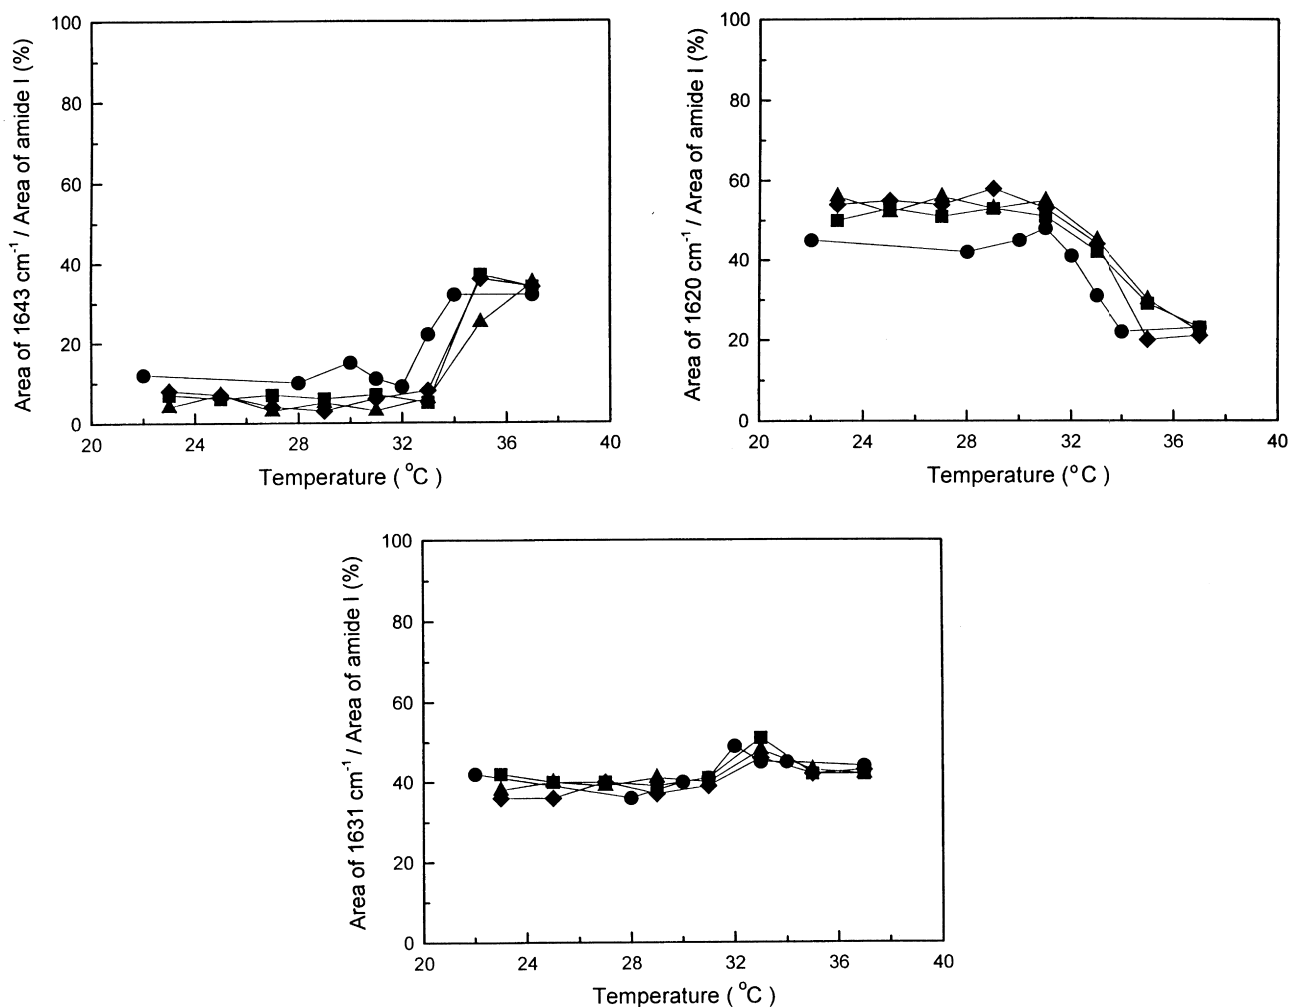 Area of 1643 cm⁻¹ / Area of amide I (%)
100
80
60
40
20
0
20 24 28 32 36 40
Temperature ( °C )
Area of 1620 cm⁻¹ / Area of amide I (%)
100
80
60
40
20
0
20 24 28 32 36 40
Temperature (°C )
Area of 1631 cm⁻¹ / Area of amide I (%)
100
80
60
40
20
0
20 24 28 32 36 40
Temperature ( °C )